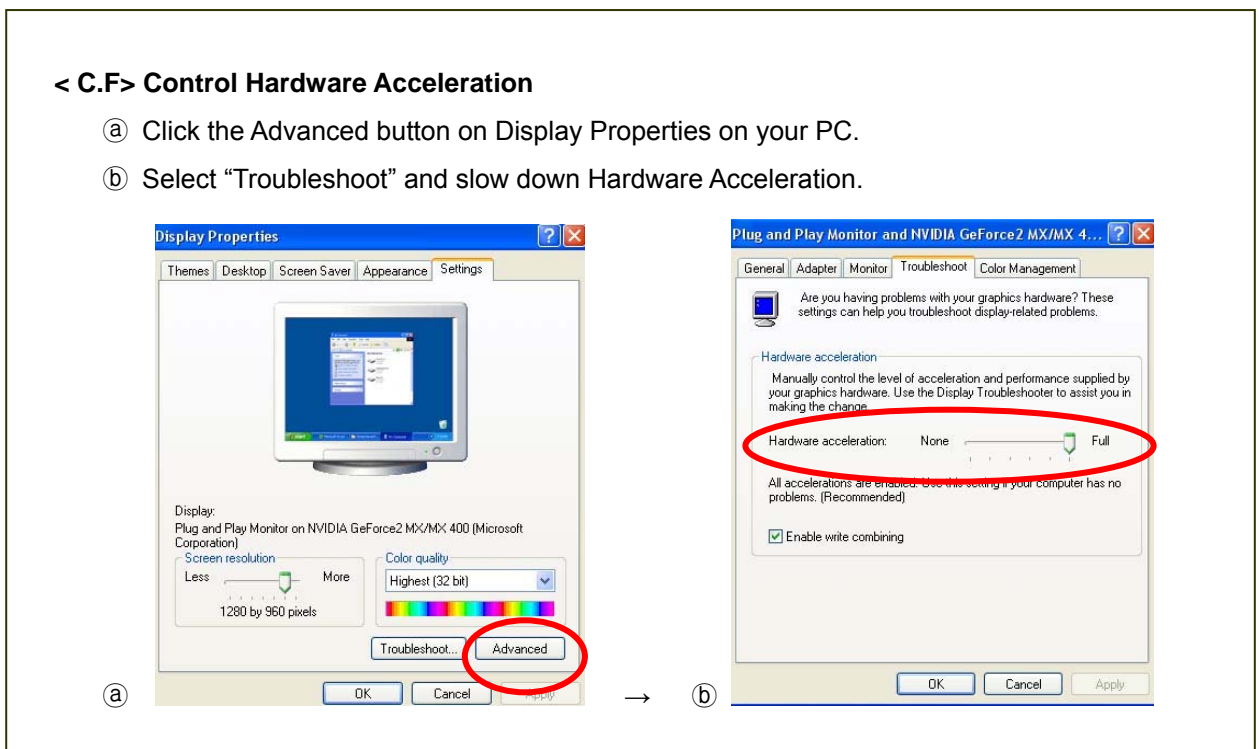 < C.F> Control Hardware Acceleration
ⓐ Click the Advanced button on Display Properties on your PC.
ⓑ Select “Troubleshoot” and slow down Hardware Acceleration.
Display Properties
Themes Desktop Screen Saver Appearance Settings
Display:
Plug and Play Monitor on NVIDIA GeForce2 MX/MX 400 (Microsoft
Corporation)
Screen resolution
Less More
1280 by 960 pixels
Color quality
Highest (32 bit)
Troubleshoot... Advanced
OK Cancel Apply
ⓐ
→
ⓑ
Plug and Play Monitor and NVIDIA GeForce2 MX/MX 4...
General Adapter Monitor Troubleshoot Color Management
Are you having problems with your graphics hardware? These
settings can help you troubleshoot display-related problems.
Hardware acceleration
Manually control the level of acceleration and performance supplied by
your graphics hardware. Use the Display Troubleshooter to assist you in
making the change.
Hardware acceleration: None Full
All accelerations are enabled. Use this setting if your computer has no
problems. (Recommended)
Enable write combining
OK Cancel Apply